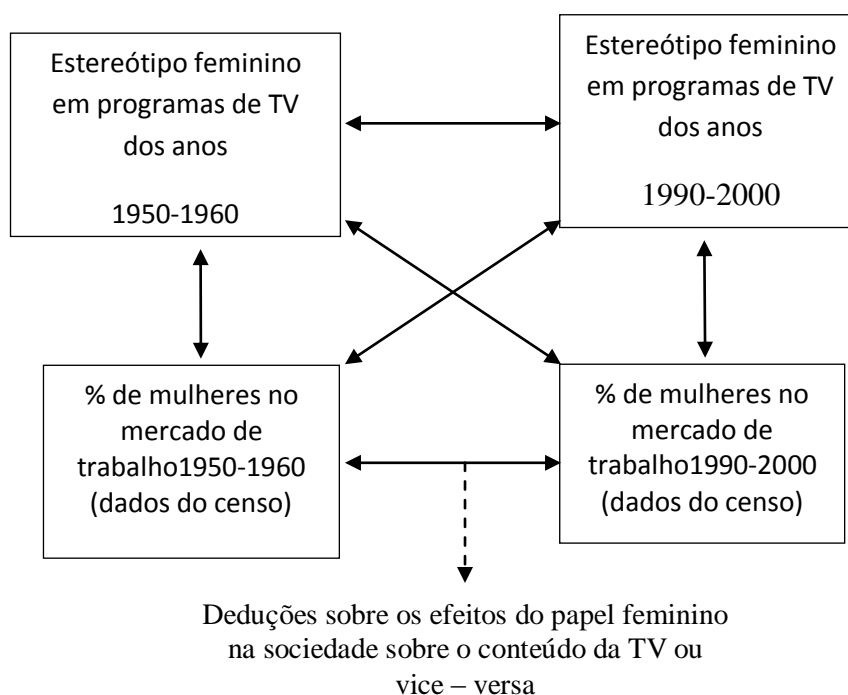 Estereótipo feminino
em programas de TV
dos anos
1950-1960
Estereótipo feminino
em programas de TV
dos anos
1990-2000
% de mulheres no
mercado de
trabalho1950-1960
(dados do censo)
% de mulheres no
mercado de
trabalho1990-2000
(dados do censo)
Deduções sobre os efeitos do papel feminino
na sociedade sobre o conteúdo da TV ou
vice – versa